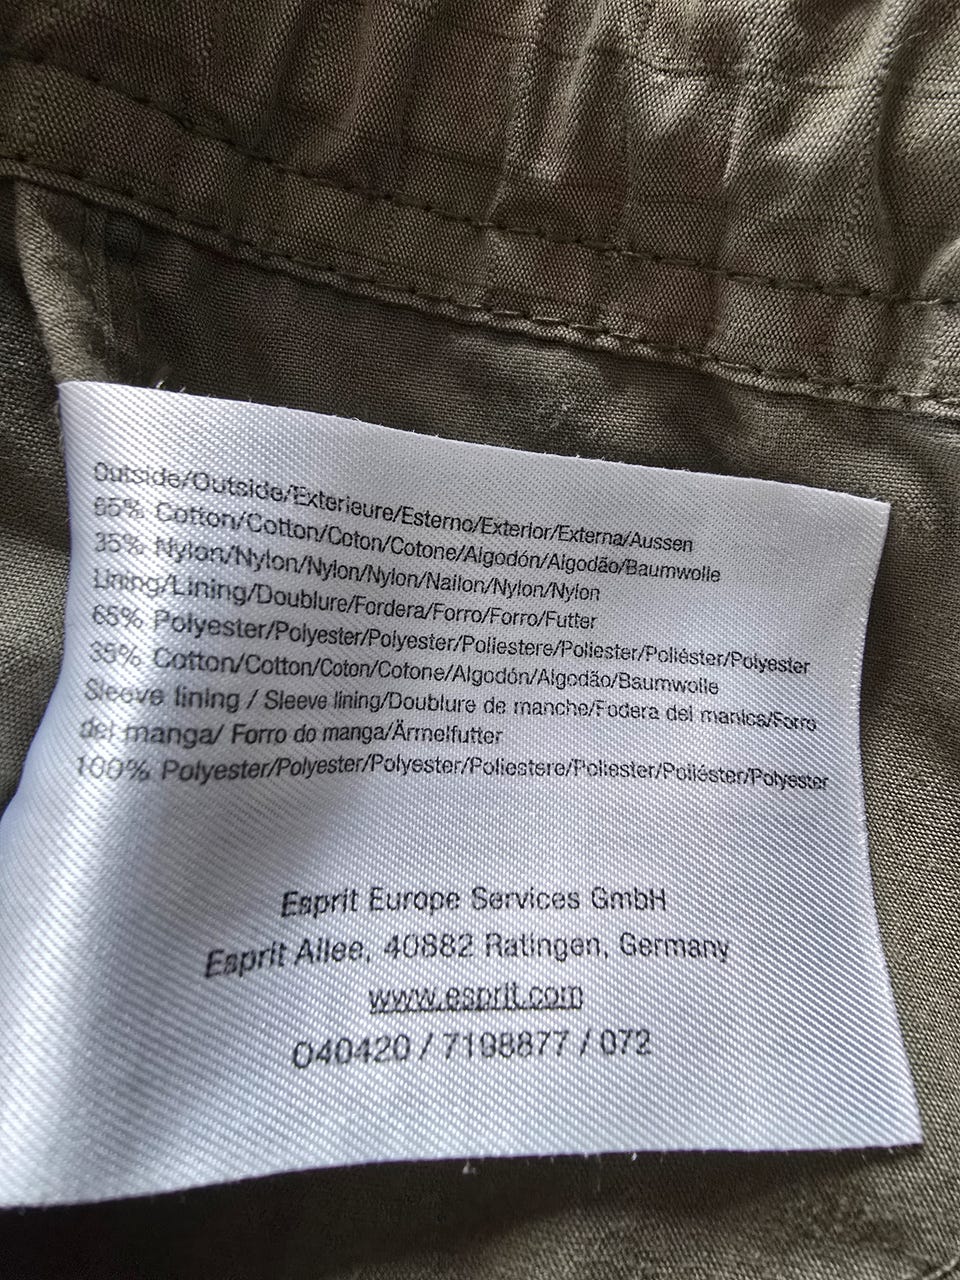 Outside/Outside/Exterieure/Esterno/Exterior/Externa/Aussen
65% Cotton/Cotton/Coton/Cotone/Algodón/Algodão/Baumwolle
35% Nylon/Nylon/Nylon/Nylon/Nailon/Nylon/Nylon
Lining/Lining/Doublure/Fordera/Forro/Forro/Futter
65% Polyester/Polyester/Polyester/Poliestere/Poliester/Poliéster/Polyester
35% Cotton/Cotton/Coton/Cotone/Algodón/Algodão/Baumwolle
Sleeve lining / Sleeve lining/Doublure de manche/Fodera del manica/Forro
del manga/ Forro do manga/Ärmelfutter
100% Polyester/Polyester/Polyester/Poliestere/Poliester/Poliéster/Polyester
Esprit Europe Services GmbH
Esprit Allee, 40882 Ratingen, Germany
www.esprit.com
040420 / 7198877 / 072